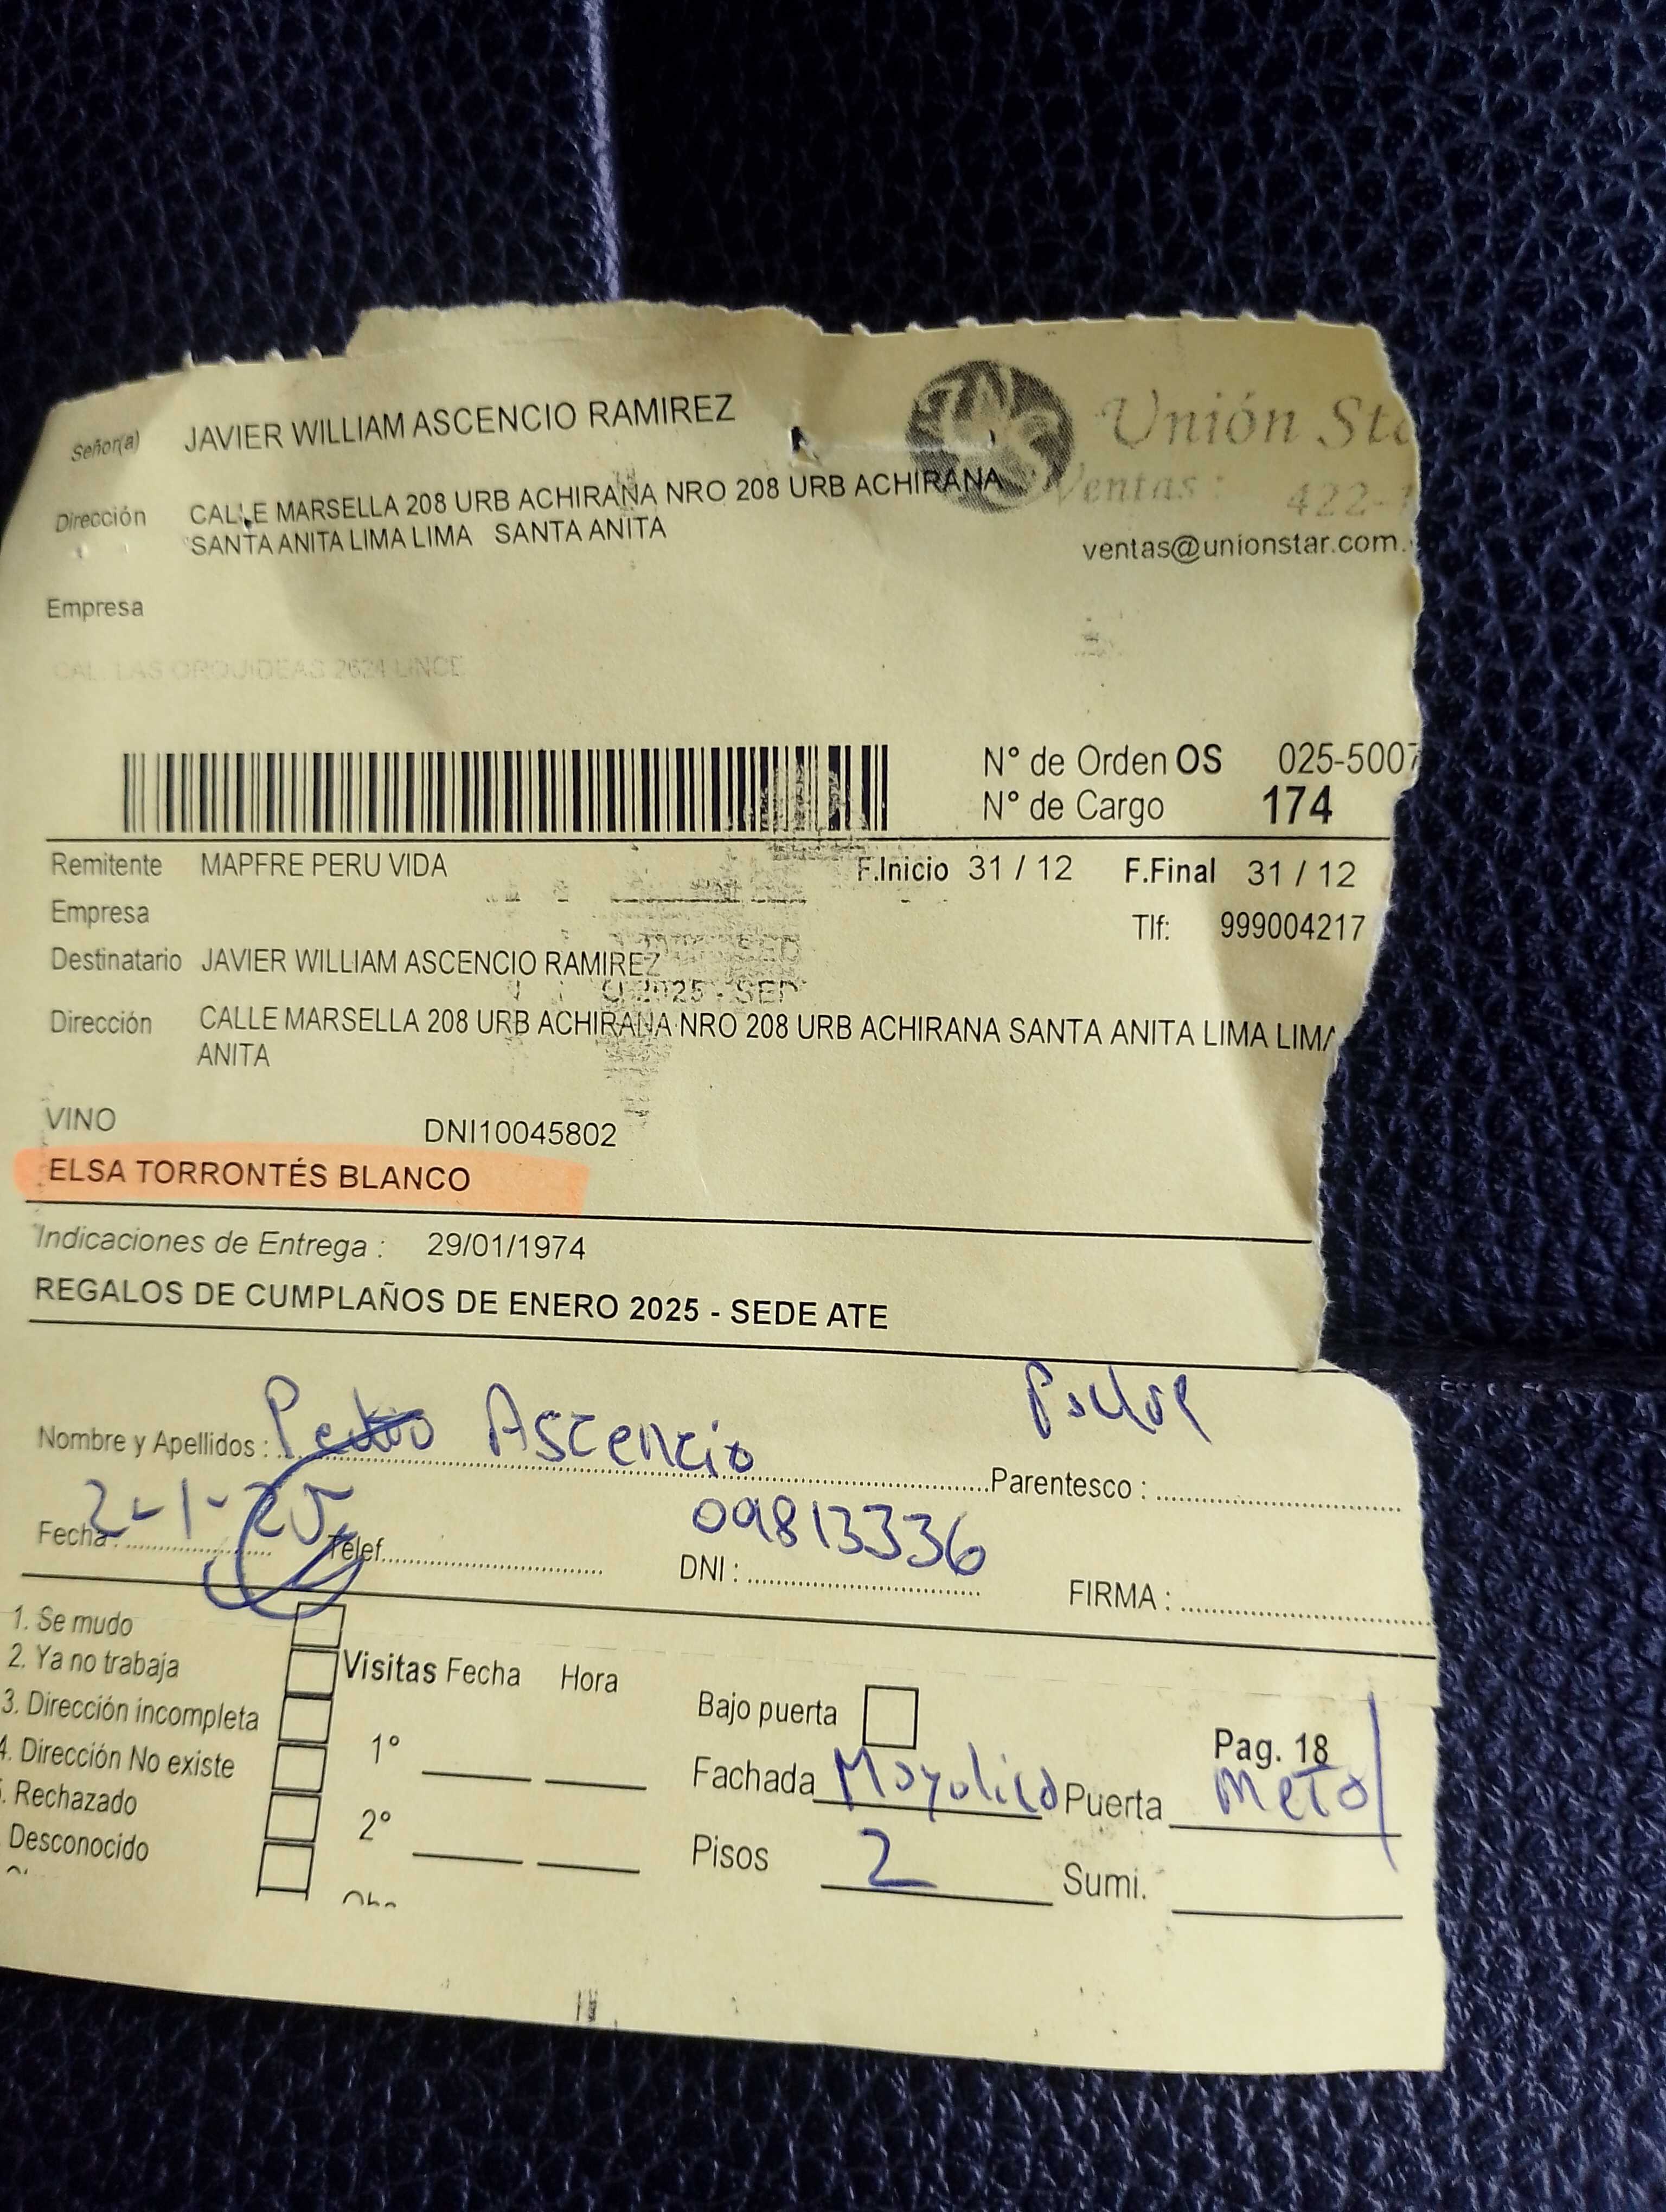 Señor(a) JAVIER WILLIAM ASCENCIO RAMIREZ
Unión
Ventas: 422-
Dirección CALLE MARSELLA 208 URB ACHIRANA NRO 208 URB ACHIRANA
SANTA ANITA LIMA LIMA SANTA ANITA
ventas@unionstar.com.
Empresa
CAL. LAS ORQUIDEAS 2624 LINCE
N° de Orden OS 025-5007
N° de Cargo 174
Remitente MAPFRE PERU VIDA F.Inicio 31 / 12 F.Final 31 / 12
Empresa Tlf: 999004217
Destinatario JAVIER WILLIAM ASCENCIO RAMIREZ
Dirección CALLE MARSELLA 208 URB ACHIRANA NRO 208 URB ACHIRANA SANTA ANITA LIMA LIMA
ANITA
VINO DNI10045802
ELSA TORRONTÉS BLANCO
Indicaciones de Entrega : 29/01/1974
REGALOS DE CUMPLAÑOS DE ENERO 2025 - SEDE ATE
Nombre y Apellidos : Pedro Ascencio Parentesco :
Fecha : 2-1-25 Telef. DNI : 09813336 FIRMA :
1. Se mudo
2. Ya no trabaja
3. Dirección incompleta
4. Dirección No existe
. Rechazado
Desconocido
Visitas Fecha Hora
1°
2°
Bajo puerta Pag. 18
Fachada Puerta
Pisos 2 Sumi.